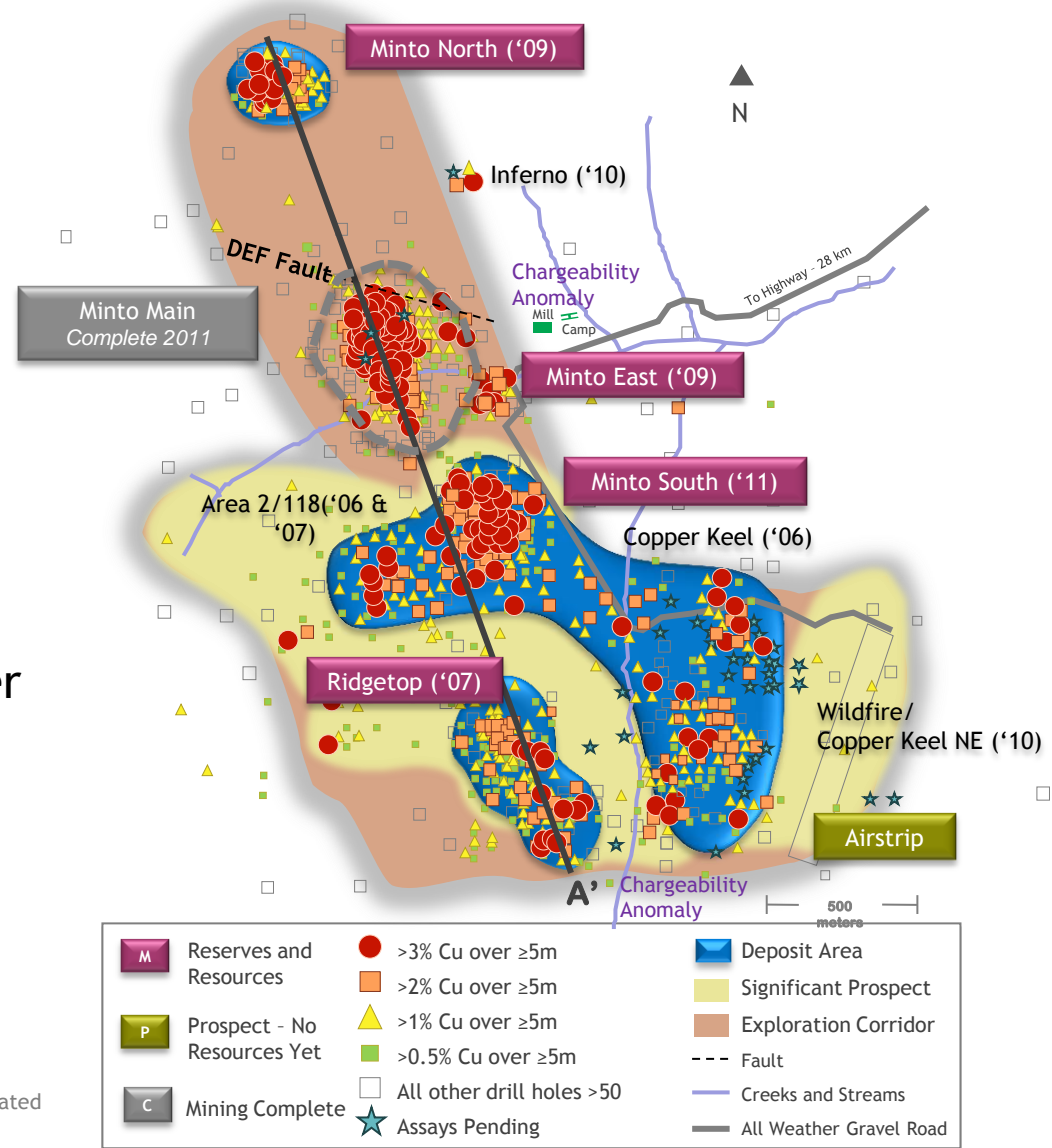 Minto North (‘09)
N
Inferno (‘10)
DEF Fault
Chargeability
Anomaly
To Highway – 28 km
Mill
Camp
Minto Main
Complete 2011
Minto East (‘09)
Minto South (‘11)
Area 2/118(‘06 &
‘07)
Copper Keel (‘06)
er
Ridgetop (‘07)
Wildfire/
Copper Keel NE (‘10)
Airstrip
A’
Chargeability
Anomaly
500
meters
M
Reserves and
Resources
P
Prospect – No
Resources Yet
C
Mining Complete
>3% Cu over ≥5m
>2% Cu over ≥5m
>1% Cu over ≥5m
>0.5% Cu over ≥5m
All other drill holes >50
Assays Pending
Deposit Area
Significant Prospect
Exploration Corridor
Fault
Creeks and Streams
All Weather Gravel Road
ated